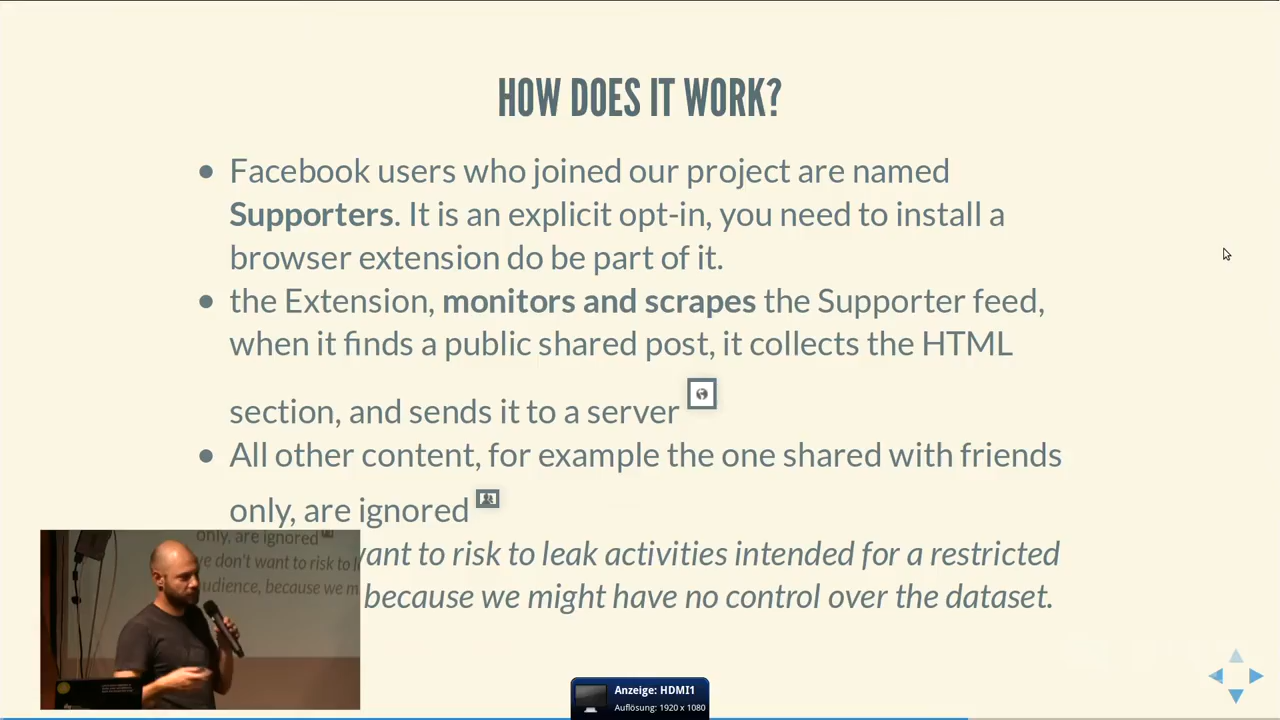 HOW DOES IT WORK?
Facebook users who joined our project are named
Supporters. It is an explicit opt-in, you need to install a
browser extension do be part of it.
the Extension, monitors and scrapes the Supporter feed,
when it finds a public shared post, it collects the HTML
section, and sends it to a server
All other content, for example the one shared with friends
only, are ignored
want to risk to leak activities intended for a restricted
because we might have no control over the dataset.
only, are ignored
we don't want to risk to
audience, because we m
Anzeige: HDMI1
Auflösung: 1920 x 1080